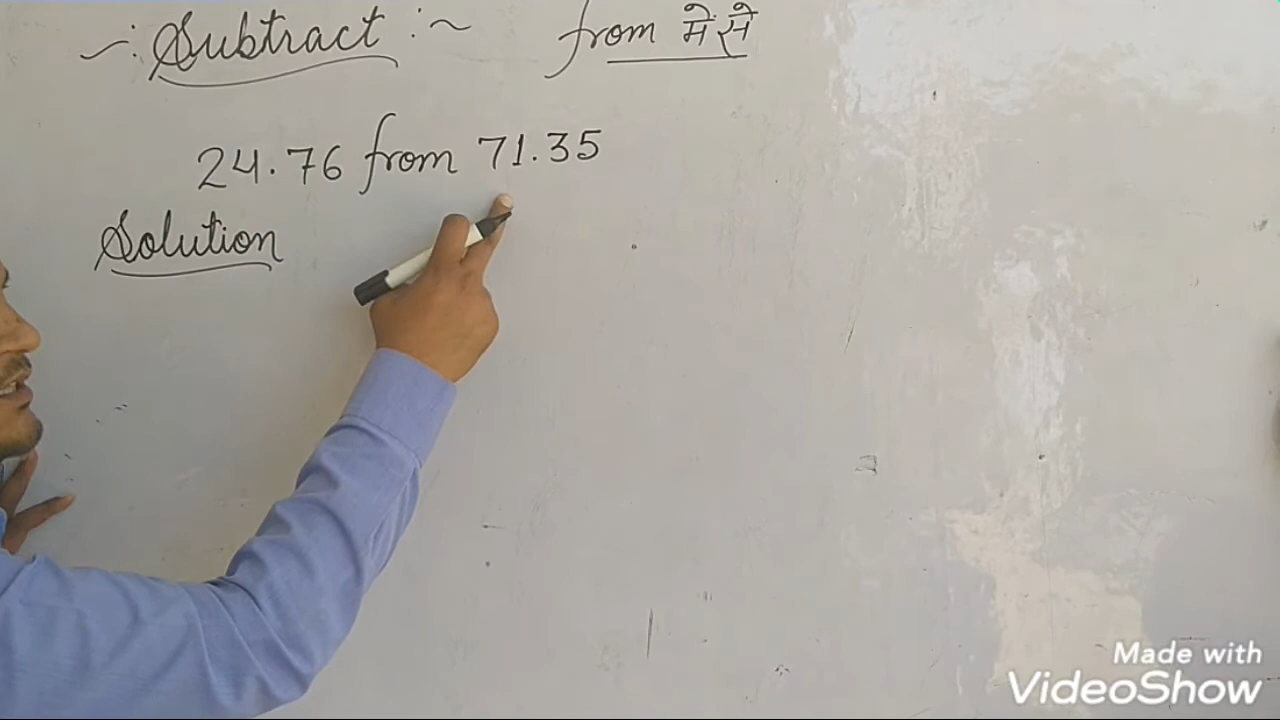 ~: Subtract :~ from मे से
24.76 from 71.35
Solution
Made with
VideoShow